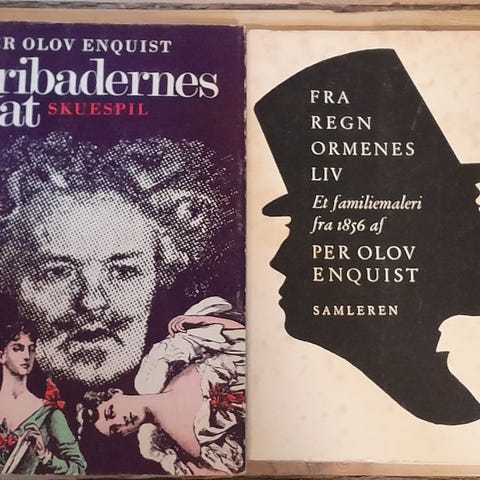 ER OLOV ENQUIST
ribadernes
at SKUESPIL
FRA
REGN
ORMENES
LIV
Et familiemaleri
fra 1856 af
PER OLOV
ENQUIST
SAMLEREN